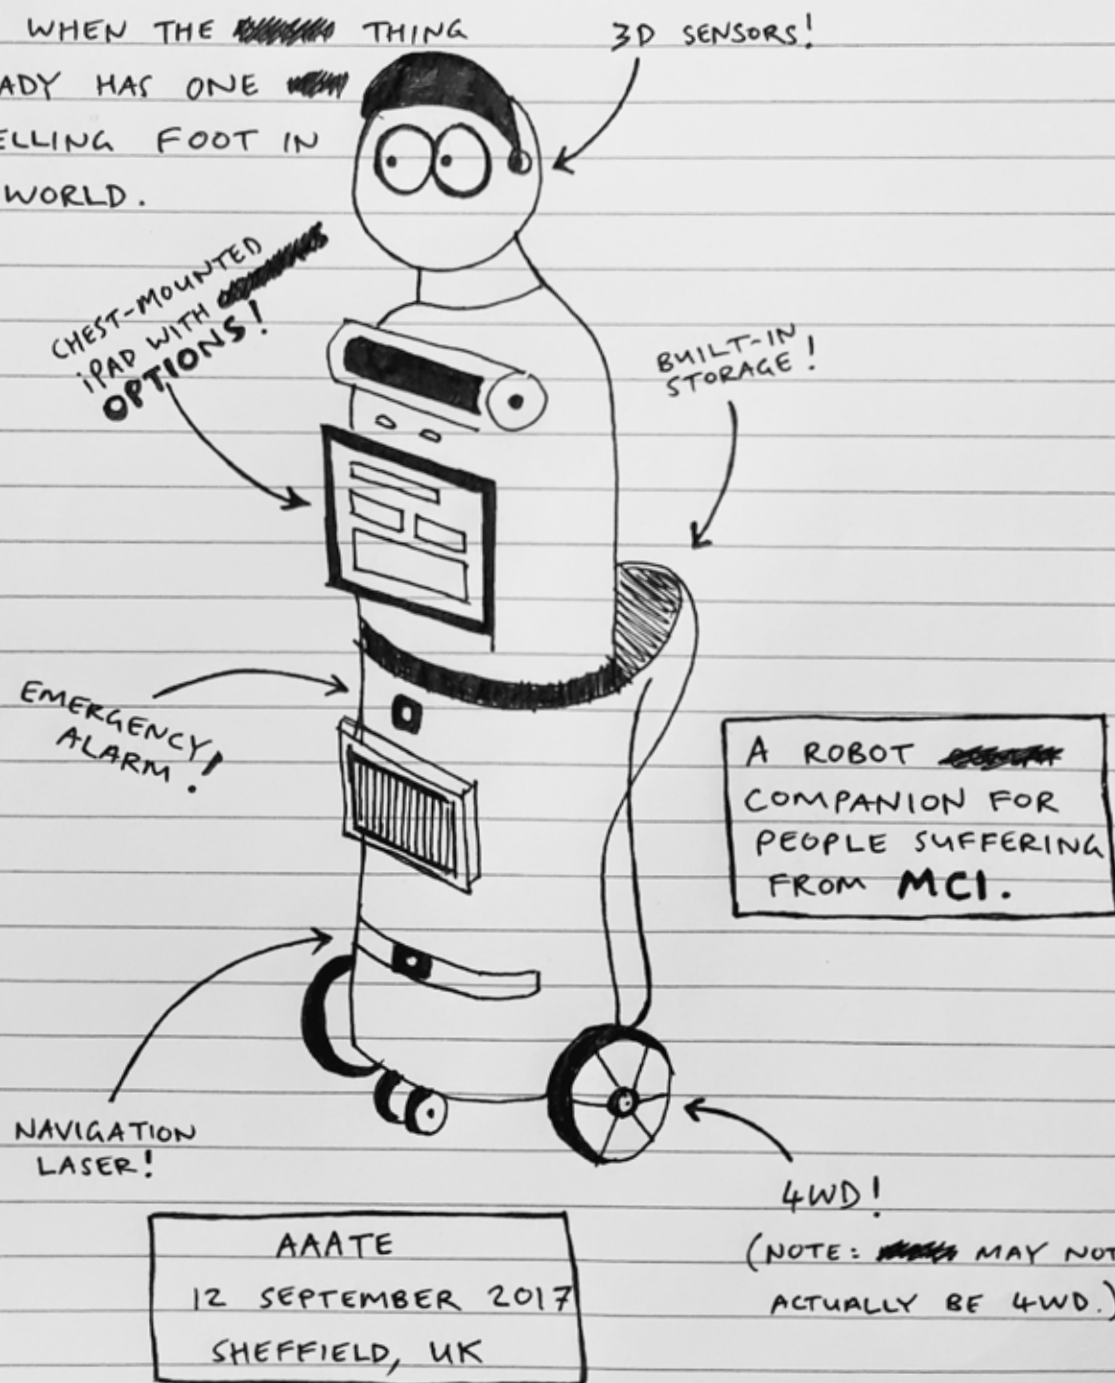 WHEN THE THING
ADY HAS ONE
ELLING FOOT IN
WORLD.
3D SENSORS!
CHEST-MOUNTED
iPAD WITH
OPTIONS!
BUILT-IN
STORAGE!
EMERGENCY
ALARM!
A ROBOT
COMPANION FOR
PEOPLE SUFFERING
FROM MCI.
NAVIGATION
LASER!
4WD!
(NOTE: MAY NOT
ACTUALLY BE 4WD.)
AAATE
12 SEPTEMBER 2017
SHEFFIELD, UK